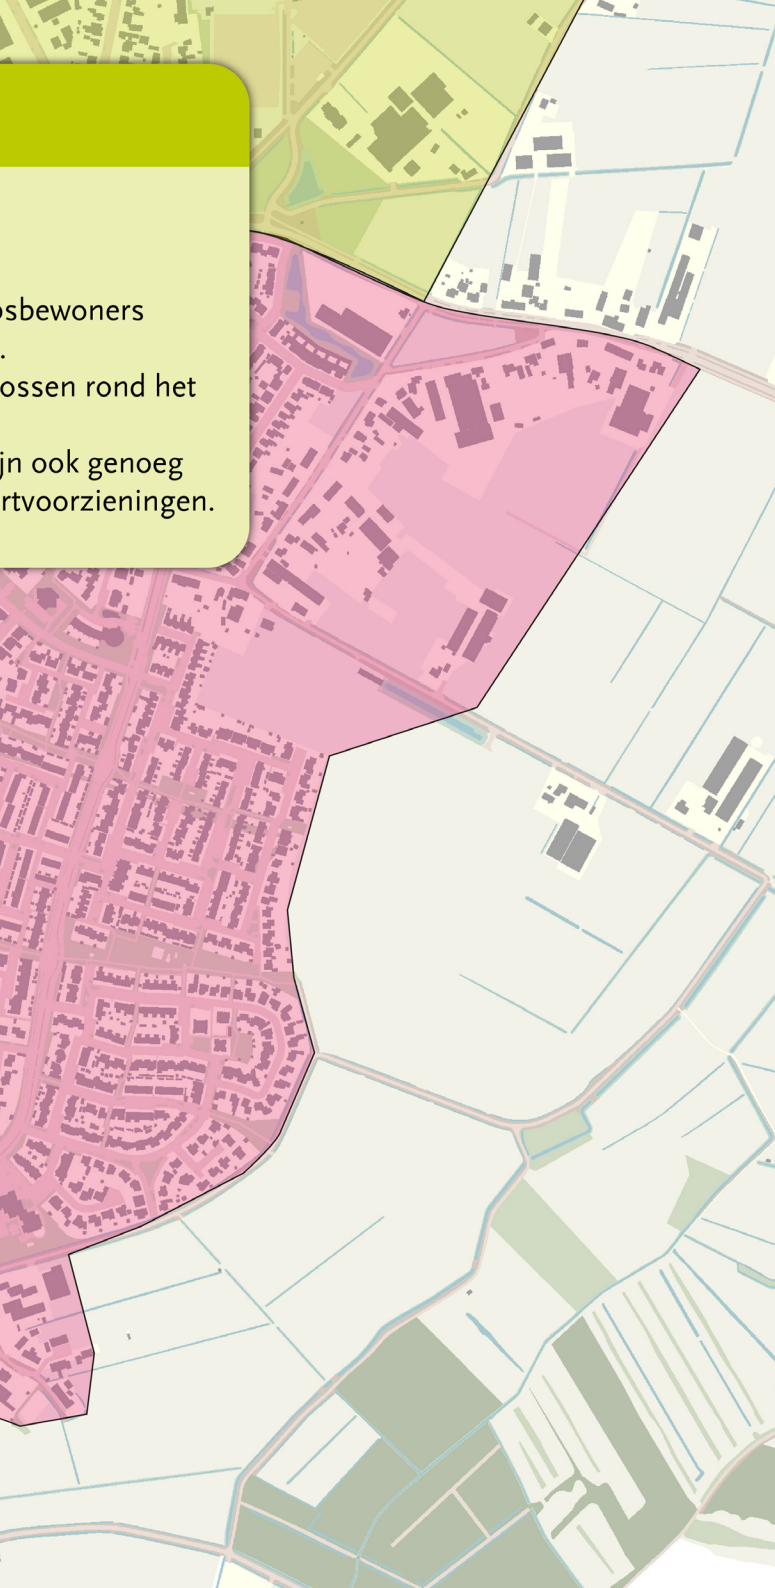 osbewoners
.
ossen rond het
jn ook genoeg
rtvoorzieningen.